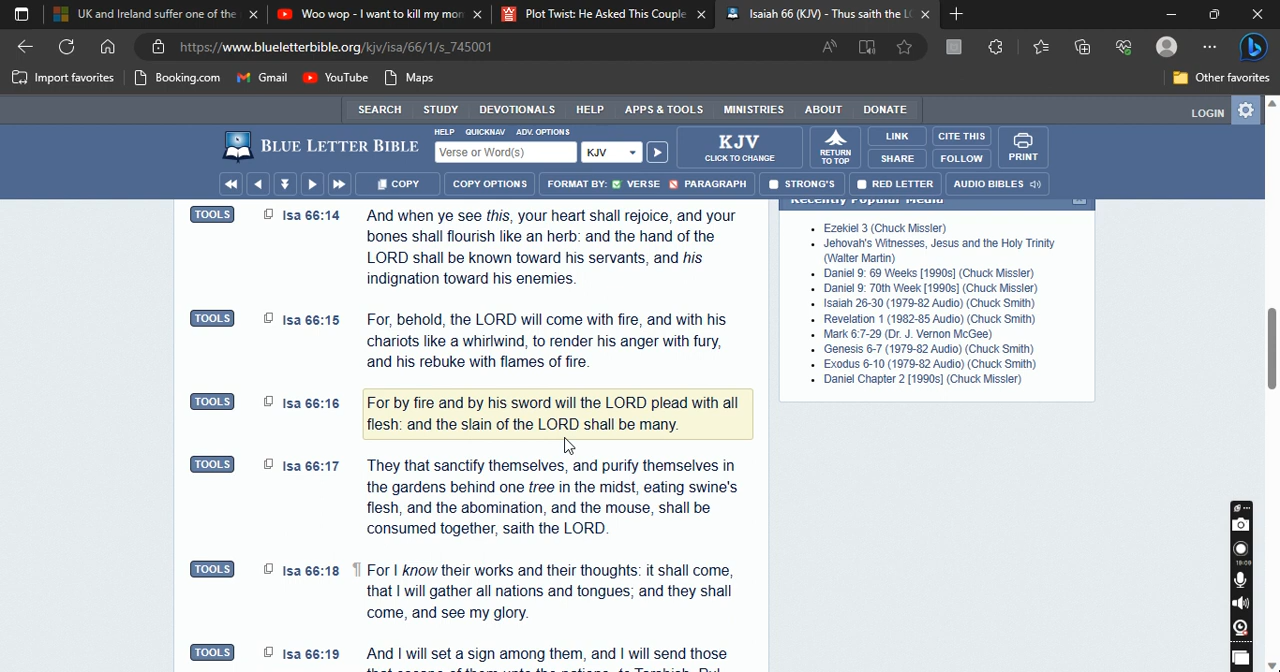 UK and Ireland suffer one of the
Woo wop - I want to kill my mom
Plot Twist: He Asked This Couple
Isaiah 66 (KJV) - Thus saith the LO
https://www.blueletterbible.org/kjv/isa/66/1/s_745001
Import favorites
Booking.com
Gmail
YouTube
Maps
Other favorites
SEARCH STUDY DEVOTIONALS HELP APPS & TOOLS MINISTRIES ABOUT DONATE
LOGIN
BLUE LETTER BIBLE
HELP QUICKNAV ADV. OPTIONS
Verse or Word(s)
KJV
KJV
CLICK TO CHANGE
RETURN
TO TOP
LINK
CITE THIS
SHARE
FOLLOW
PRINT
COPY
COPY OPTIONS
FORMAT BY: VERSE PARAGRAPH
STRONG'S
RED LETTER
AUDIO BIBLES
TOOLS Isa 66:14 And when ye see this, your heart shall rejoice, and your
bones shall flourish like an herb: and the hand of the
LORD shall be known toward his servants, and his
indignation toward his enemies.
TOOLS Isa 66:15 For, behold, the LORD will come with fire, and with his
chariots like a whirlwind, to render his anger with fury,
and his rebuke with flames of fire.
TOOLS Isa 66:16 For by fire and by his sword will the LORD plead with all
flesh: and the slain of the LORD shall be many.
TOOLS Isa 66:17 They that sanctify themselves, and purify themselves in
the gardens behind one tree in the midst, eating swine's
flesh, and the abomination, and the mouse, shall be
consumed together, saith the LORD.
TOOLS Isa 66:18 ¶ For I know their works and their thoughts: it shall come,
that I will gather all nations and tongues; and they shall
come, and see my glory.
TOOLS Isa 66:19 And I will set a sign among them, and I will send those
that escape of them unto the nations, to Tarshish, Pul,
Recently Popular Media
Ezekiel 3 (Chuck Missler)
Jehovah's Witnesses, Jesus and the Holy Trinity
(Walter Martin)
Daniel 9: 69 Weeks [1990s] (Chuck Missler)
Daniel 9: 70th Week [1990s] (Chuck Missler)
Isaiah 26-30 (1979-82 Audio) (Chuck Smith)
Revelation 1 (1982-85 Audio) (Chuck Smith)
Mark 6:7-29 (Dr. J. Vernon McGee)
Genesis 6-7 (1979-82 Audio) (Chuck Smith)
Exodus 6-10 (1979-82 Audio) (Chuck Smith)
Daniel Chapter 2 [1990s] (Chuck Missler)